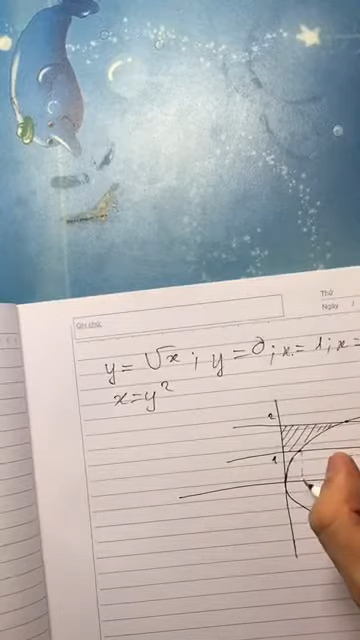 Thứ
Ghi chú:
Ngày /
y = √x ; y = 0 ; x = 1 ; x =
x = y²
2
1